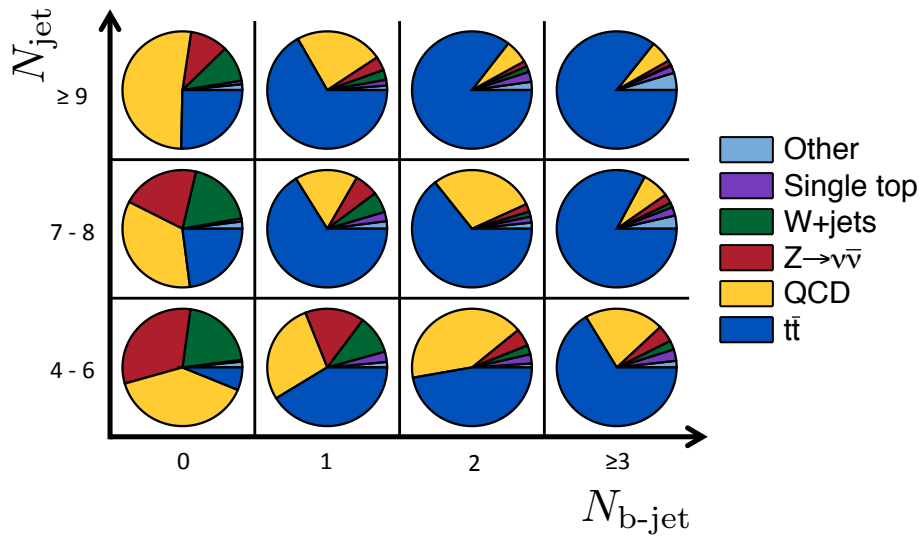 N_jet
≥ 9
7 - 8
4 - 6
0
1
2
≥3
N_b-jet
Other
Single top
W+jets
Z→νν̄
QCD
tt̄